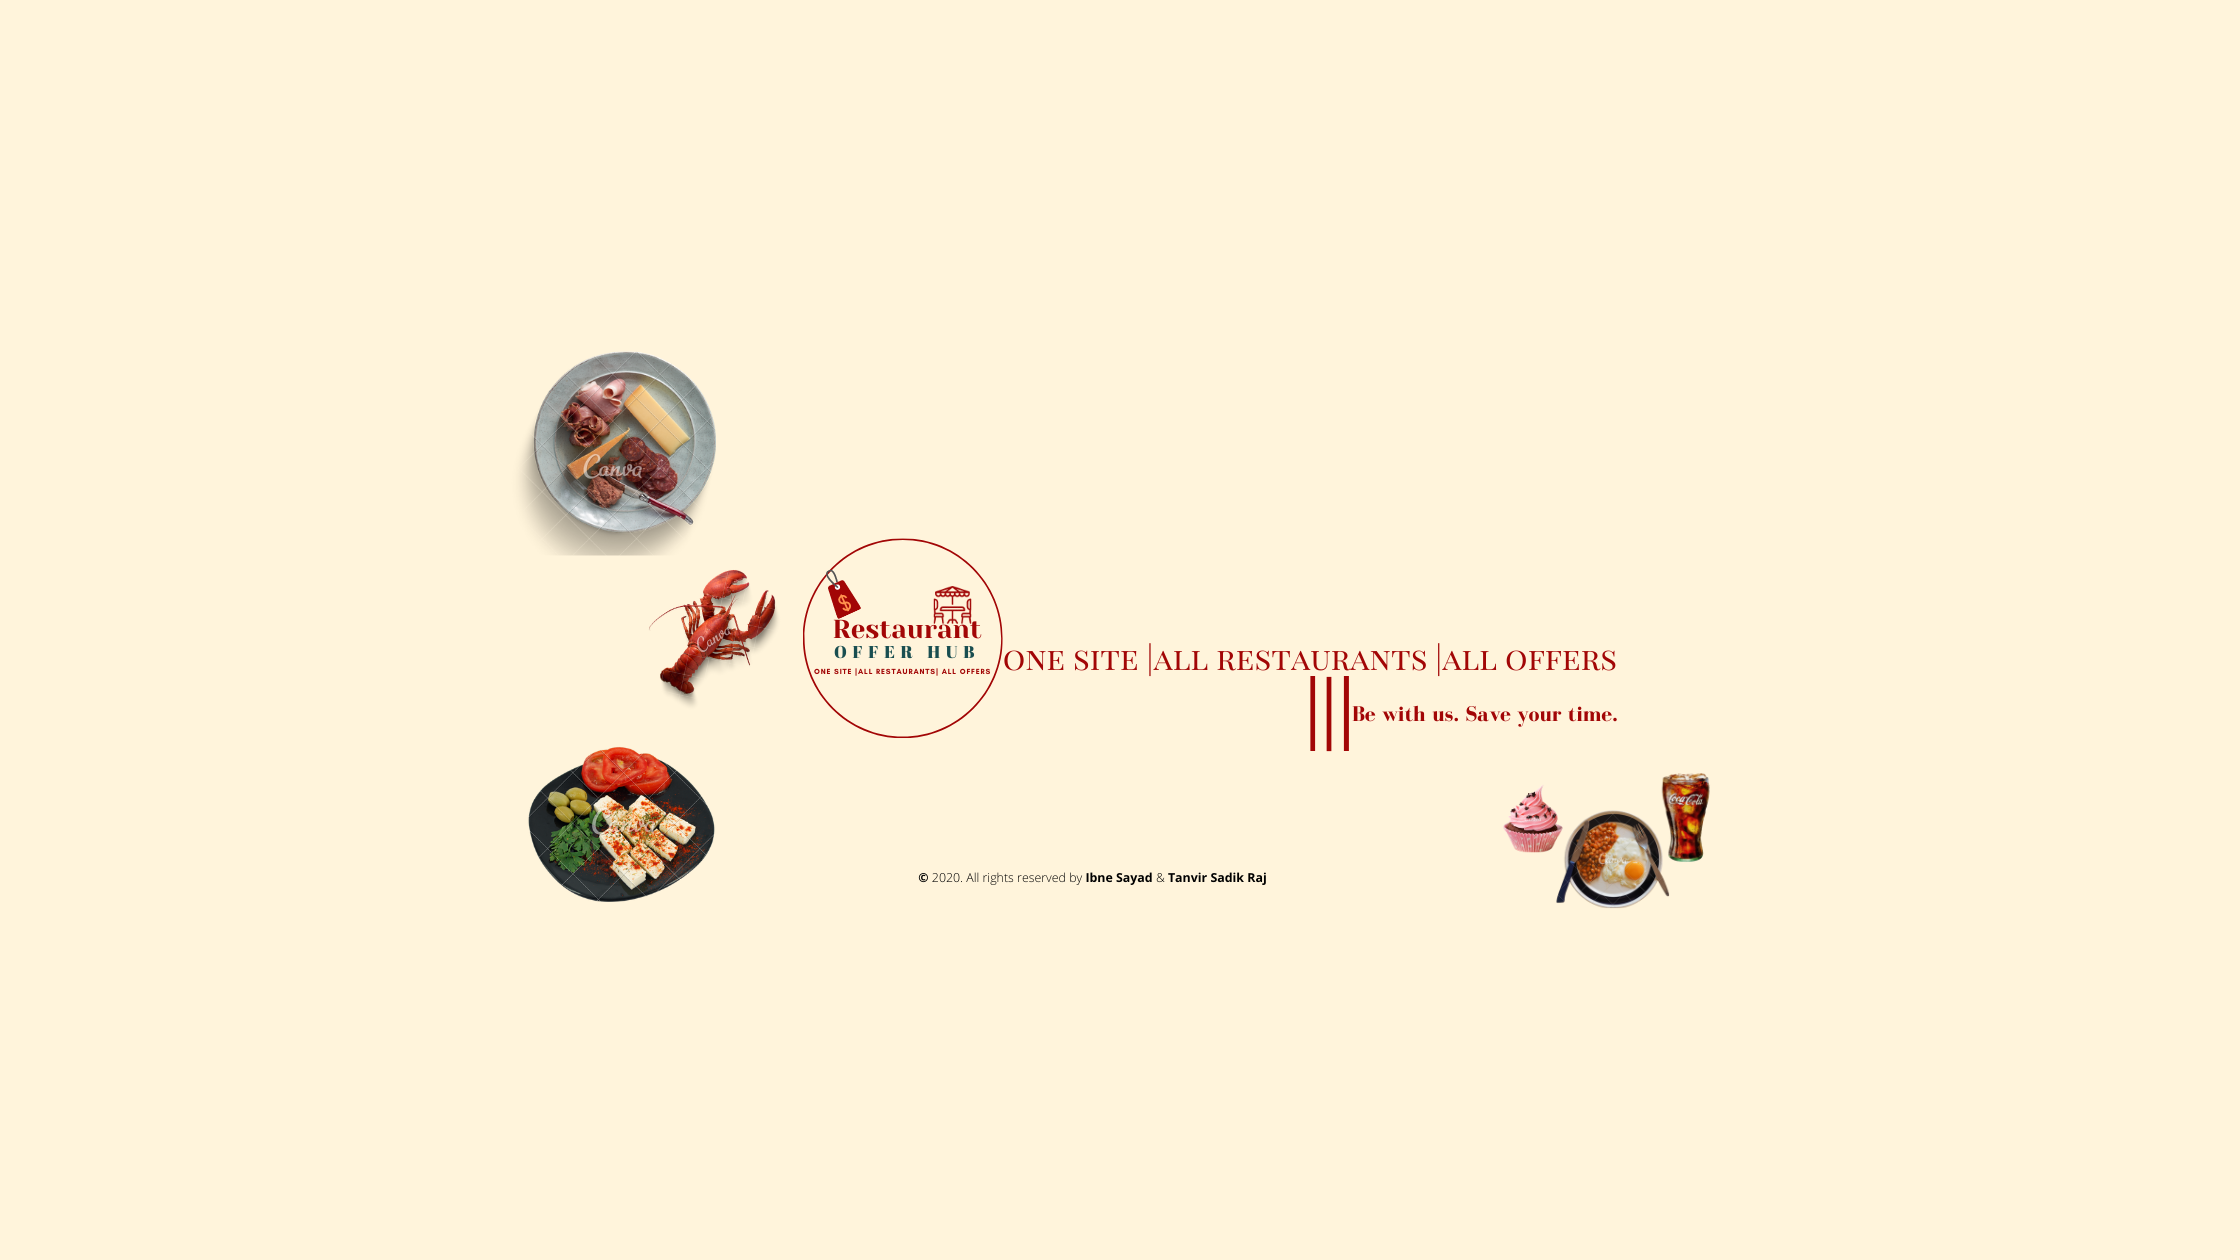 Canva
Canva
$
Restaurant
OFFER HUB
ONE SITE |ALL RESTAURANTS| ALL OFFERS
ONE SITE |ALL RESTAURANTS |ALL OFFERS
Be with us. Save your time.
Coca-Cola
Canva
© 2020. All rights reserved by Ibne Sayad & Tanvir Sadik Raj